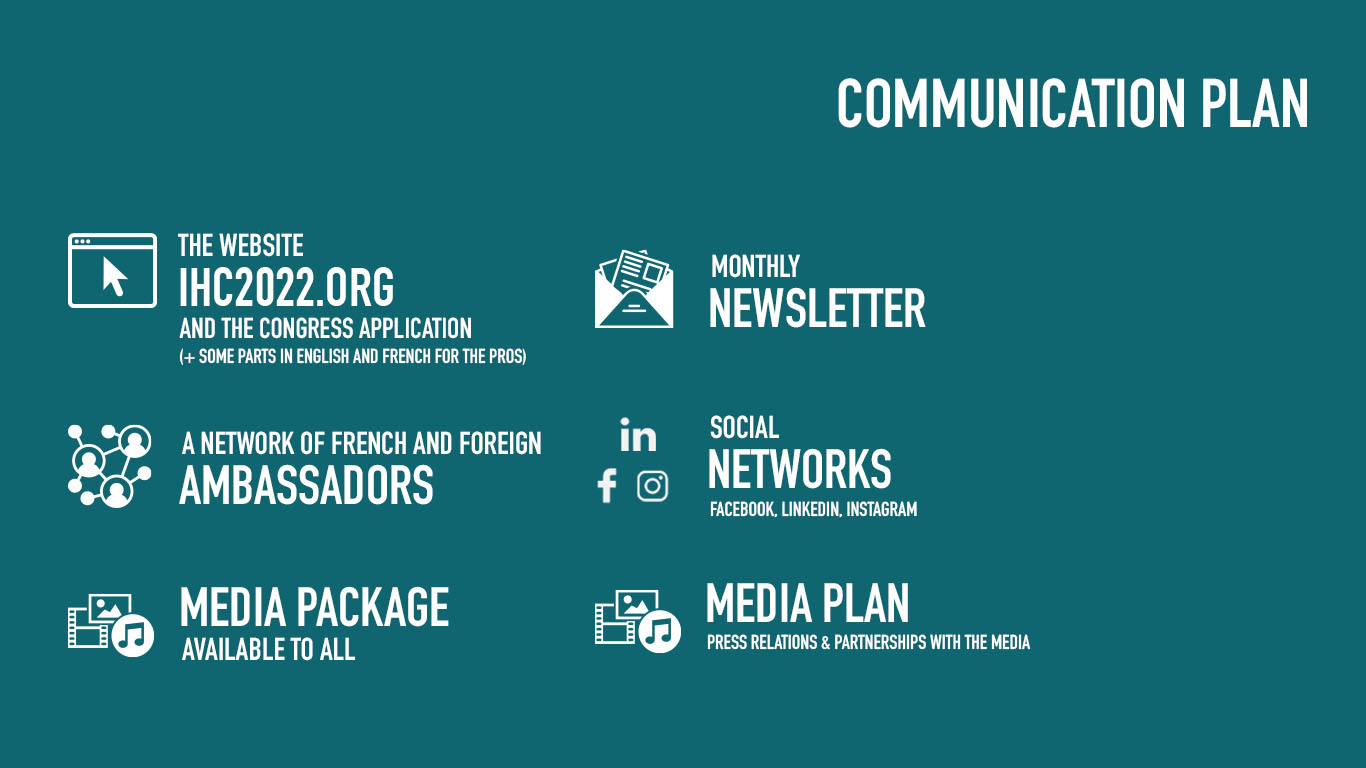 COMMUNICATION PLAN
THE WEBSITE
IHC2022.ORG
AND THE CONGRESS APPLICATION
(+ SOME PARTS IN ENGLISH AND FRENCH FOR THE PROS)
MONTHLY
NEWSLETTER
A NETWORK OF FRENCH AND FOREIGN
AMBASSADORS
in
f
SOCIAL
NETWORKS
FACEBOOK, LINKEDIN, INSTAGRAM
MEDIA PACKAGE
AVAILABLE TO ALL
MEDIA PLAN
PRESS RELATIONS & PARTNERSHIPS WITH THE MEDIA